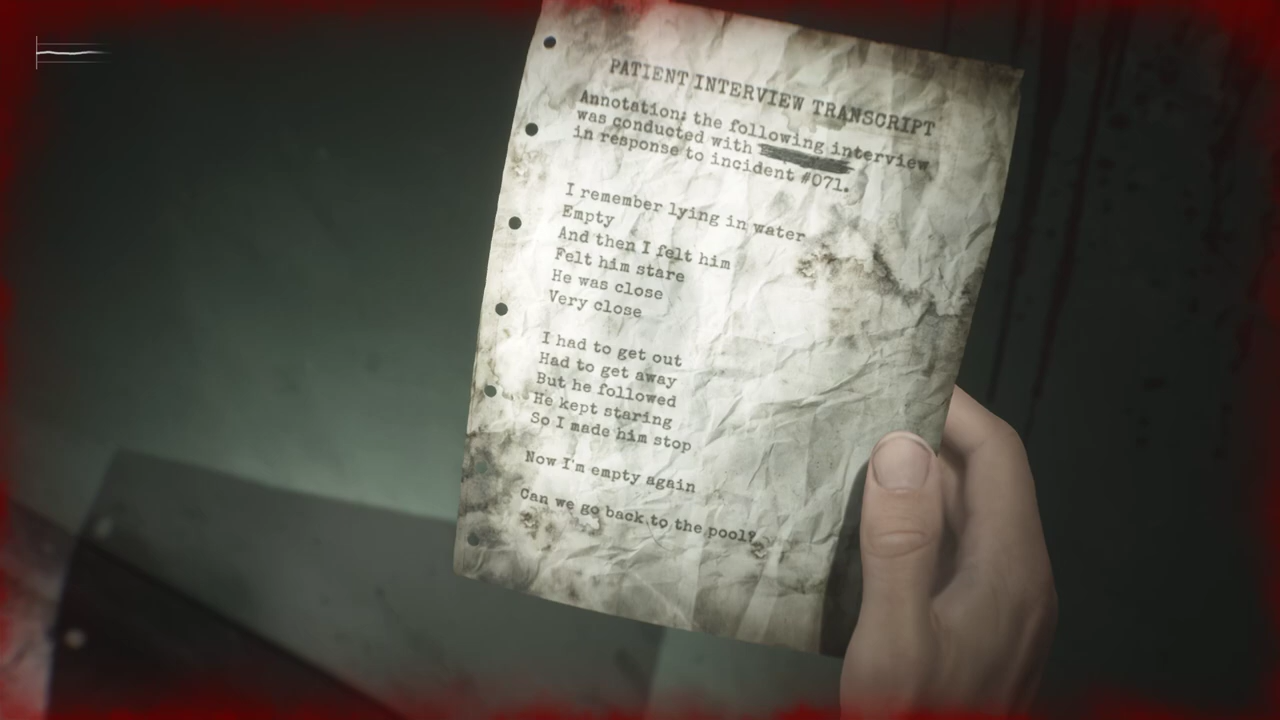 PATIENT INTERVIEW TRANSCRIPT
Annotation: the following interview
was conducted with
in response to incident #071.
I remember lying in water
Empty
And then I felt him
Felt him stare
He was close
Very close
I had to get out
Had to get away
But he followed
He kept staring
So I made him stop
Now I'm empty again
Can we go back to the pool?